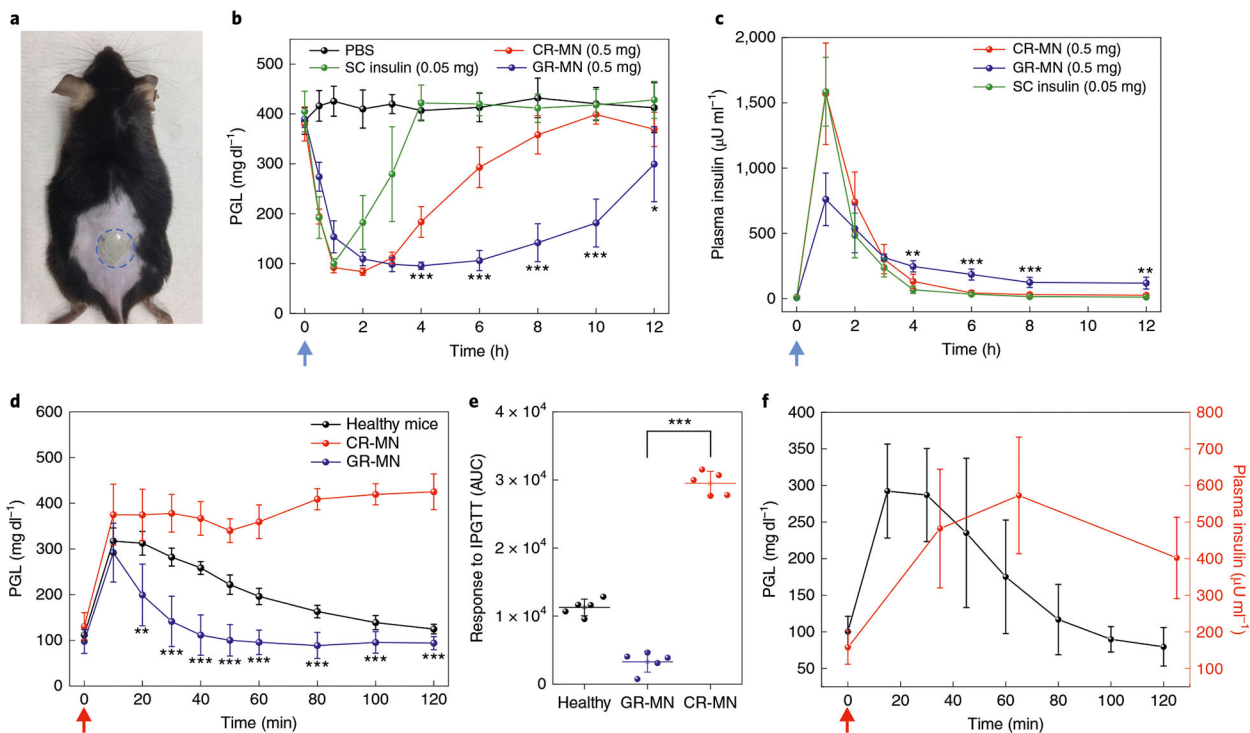 a
b
PBS
SC insulin (0.05 mg)
CR-MN (0.5 mg)
GR-MN (0.5 mg)
PGL (mg dl⁻¹)
500
400
300
200
100
0
*** *** *** *** *
0 2 4 6 8 10 12
Time (h)
c
CR-MN (0.5 mg)
GR-MN (0.5 mg)
SC insulin (0.05 mg)
Plasma insulin (μU ml⁻¹)
2,000
1,500
1,000
500
0
** *** *** **
0 2 4 6 8 10 12
Time (h)
d
Healthy mice
CR-MN
GR-MN
PGL (mg dl⁻¹)
600
500
400
300
200
100
0
** *** *** *** *** *** *** ***
0 20 40 60 80 100 120
Time (min)
e
Response to IPGTT (AUC)
4 × 10⁴
3 × 10⁴
2 × 10⁴
1 × 10⁴
0
***
Healthy GR-MN CR-MN
f
PGL (mg dl⁻¹)
400
350
300
250
200
150
100
50
0 20 40 60 80 100 120
Time (min)
800
700
600
500
400
300
200
100
Plasma insulin (μU ml⁻¹)